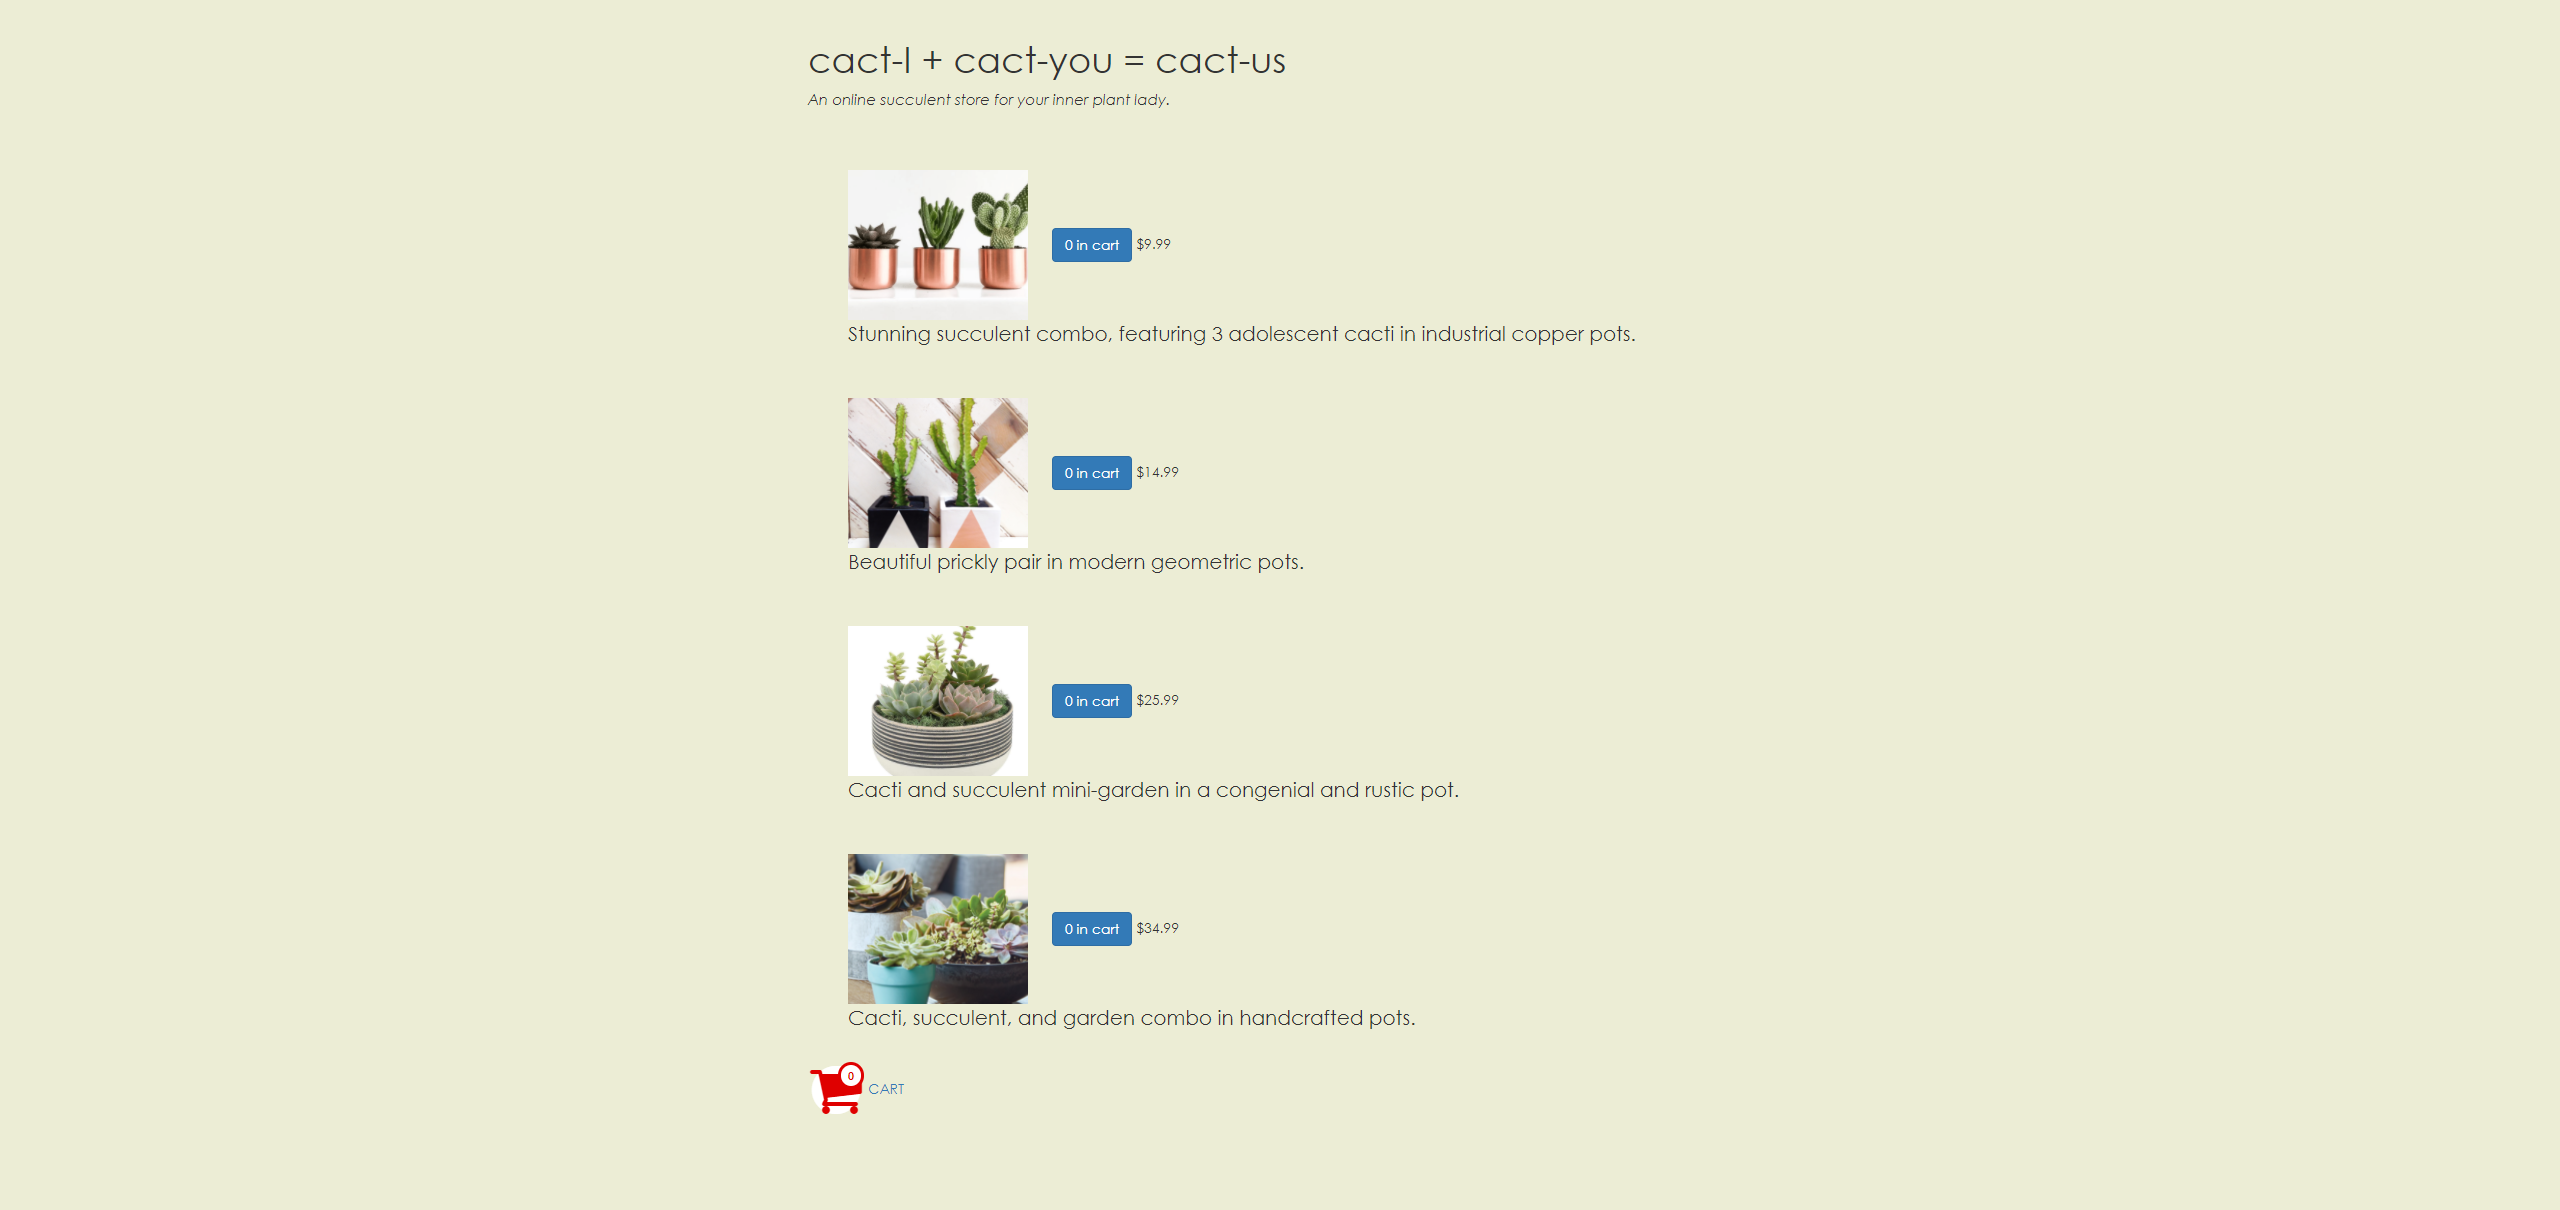 cact-I + cact-you = cact-us
An online succulent store for your inner plant lady.
0 in cart $9.99
Stunning succulent combo, featuring 3 adolescent cacti in industrial copper pots.
0 in cart $14.99
Beautiful prickly pair in modern geometric pots.
0 in cart $25.99
Cacti and succulent mini-garden in a congenial and rustic pot.
0 in cart $34.99
Cacti, succulent, and garden combo in handcrafted pots.
0 CART